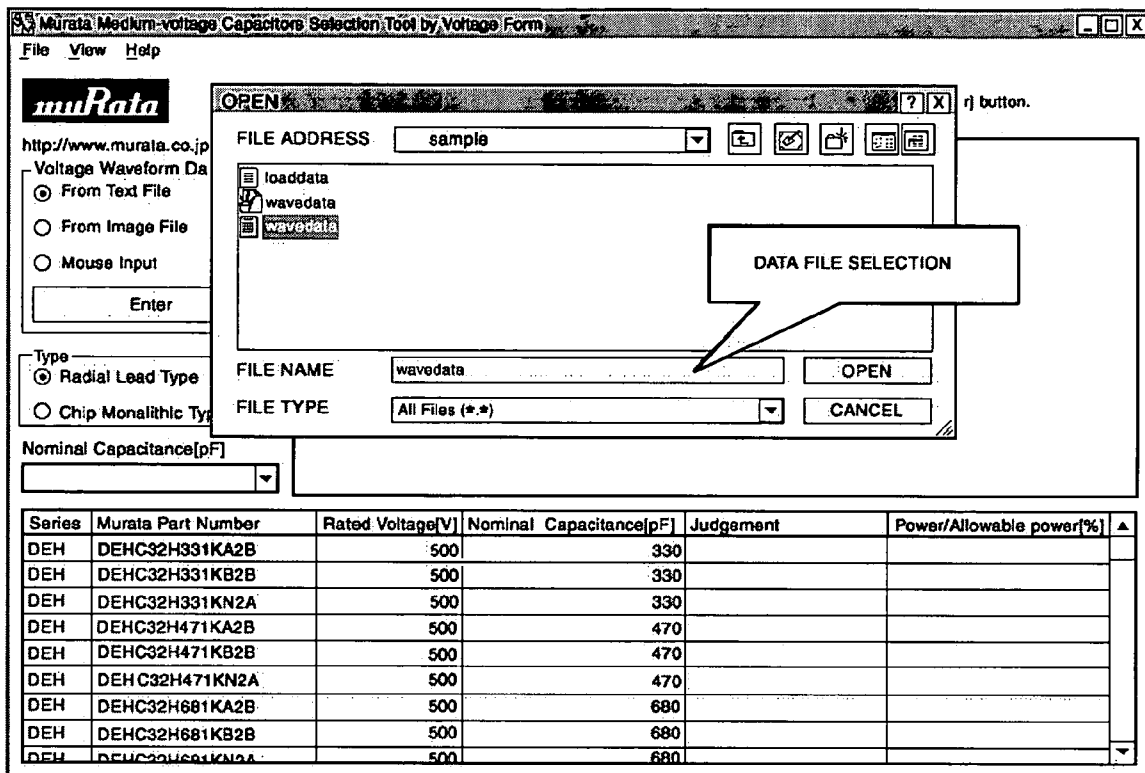 Murata Medium-voltage Capacitors Selection Tool by Voltage Form
File View Help
muRata
http://www.murata.co.jp
r] button.
Voltage Waveform Da
From Text File
From Image File
Mouse Input
Enter
Type
Radial Lead Type
Chip Monolithic Typ
Nominal Capacitance[pF]
OPEN
FILE ADDRESS sample
loaddata
wavedata
wavedata
DATA FILE SELECTION
FILE NAME wavedata OPEN
FILE TYPE All Files (*.*) CANCEL
Series Murata Part Number Rated Voltage[V] Nominal Capacitance[pF] Judgement Power/Allowable power[%]
DEH DEHC32H331KA2B 500 330
DEH DEHC32H331KB2B 500 330
DEH DEHC32H331KN2A 500 330
DEH DEHC32H471KA2B 500 470
DEH DEHC32H471KB2B 500 470
DEH DEHC32H471KN2A 500 470
DEH DEHC32H681KA2B 500 680
DEH DEHC32H681KB2B 500 680
DEH DEHC32H681KN2A 500 680